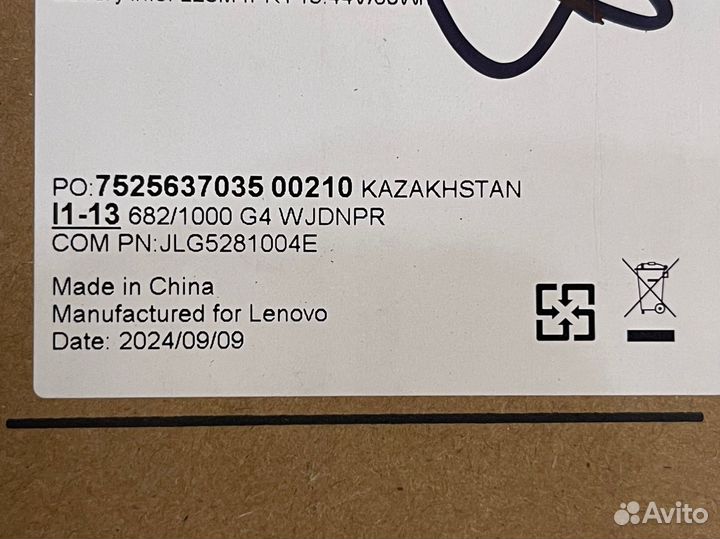 PO:7525637035 00210 KAZAKHSTAN
I1-13 682/1000 G4 WJDNPR
COM PN:JLG5281004E
Made in China
Manufactured for Lenovo
Date: 2024/09/09
Avito